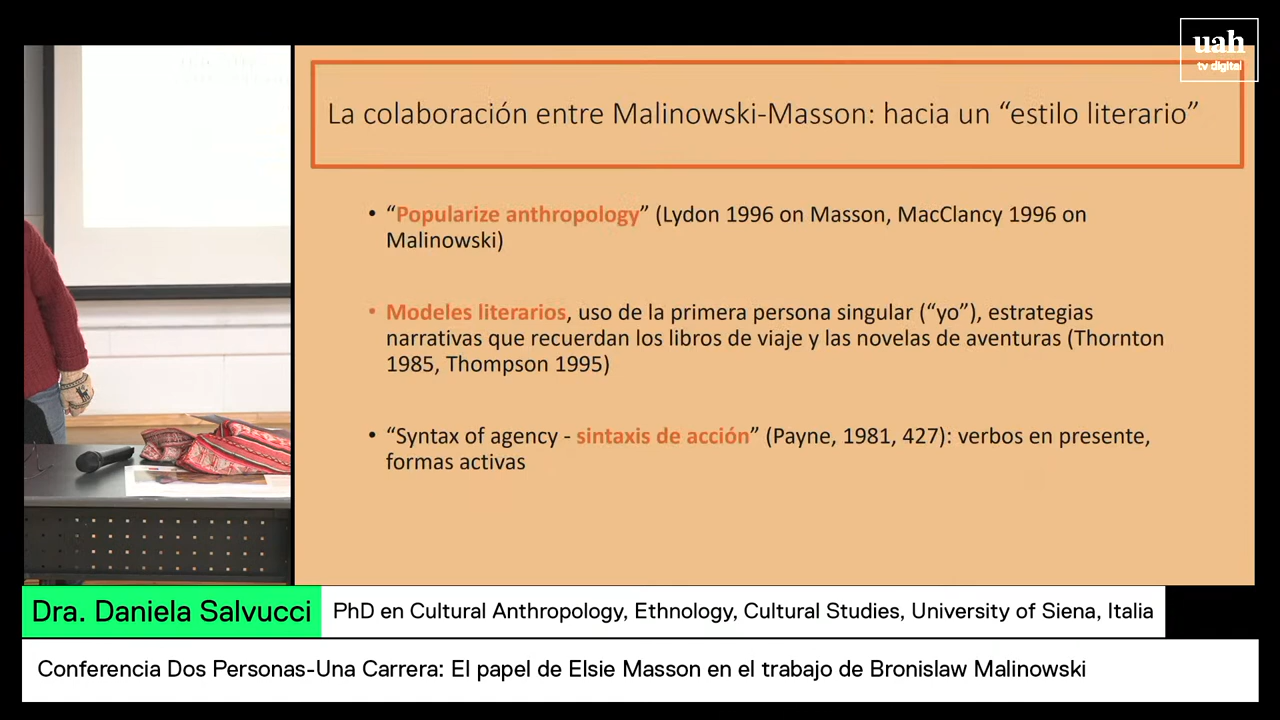 uah
tv digital
La colaboración entre Malinowski-Masson: hacia un “estilo literario”
• “Popularize anthropology” (Lydon 1996 on Masson, MacClancy 1996 on
Malinowski)
• Modeles literarios, uso de la primera persona singular (“yo”), estrategias
narrativas que recuerdan los libros de viaje y las novelas de aventuras (Thornton
1985, Thompson 1995)
• “Syntax of agency - sintaxis de acción” (Payne, 1981, 427): verbos en presente,
formas activas
Dra. Daniela Salvucci
PhD en Cultural Anthropology, Ethnology, Cultural Studies, University of Siena, Italia
Conferencia Dos Personas-Una Carrera: El papel de Elsie Masson en el trabajo de Bronislaw Malinowski